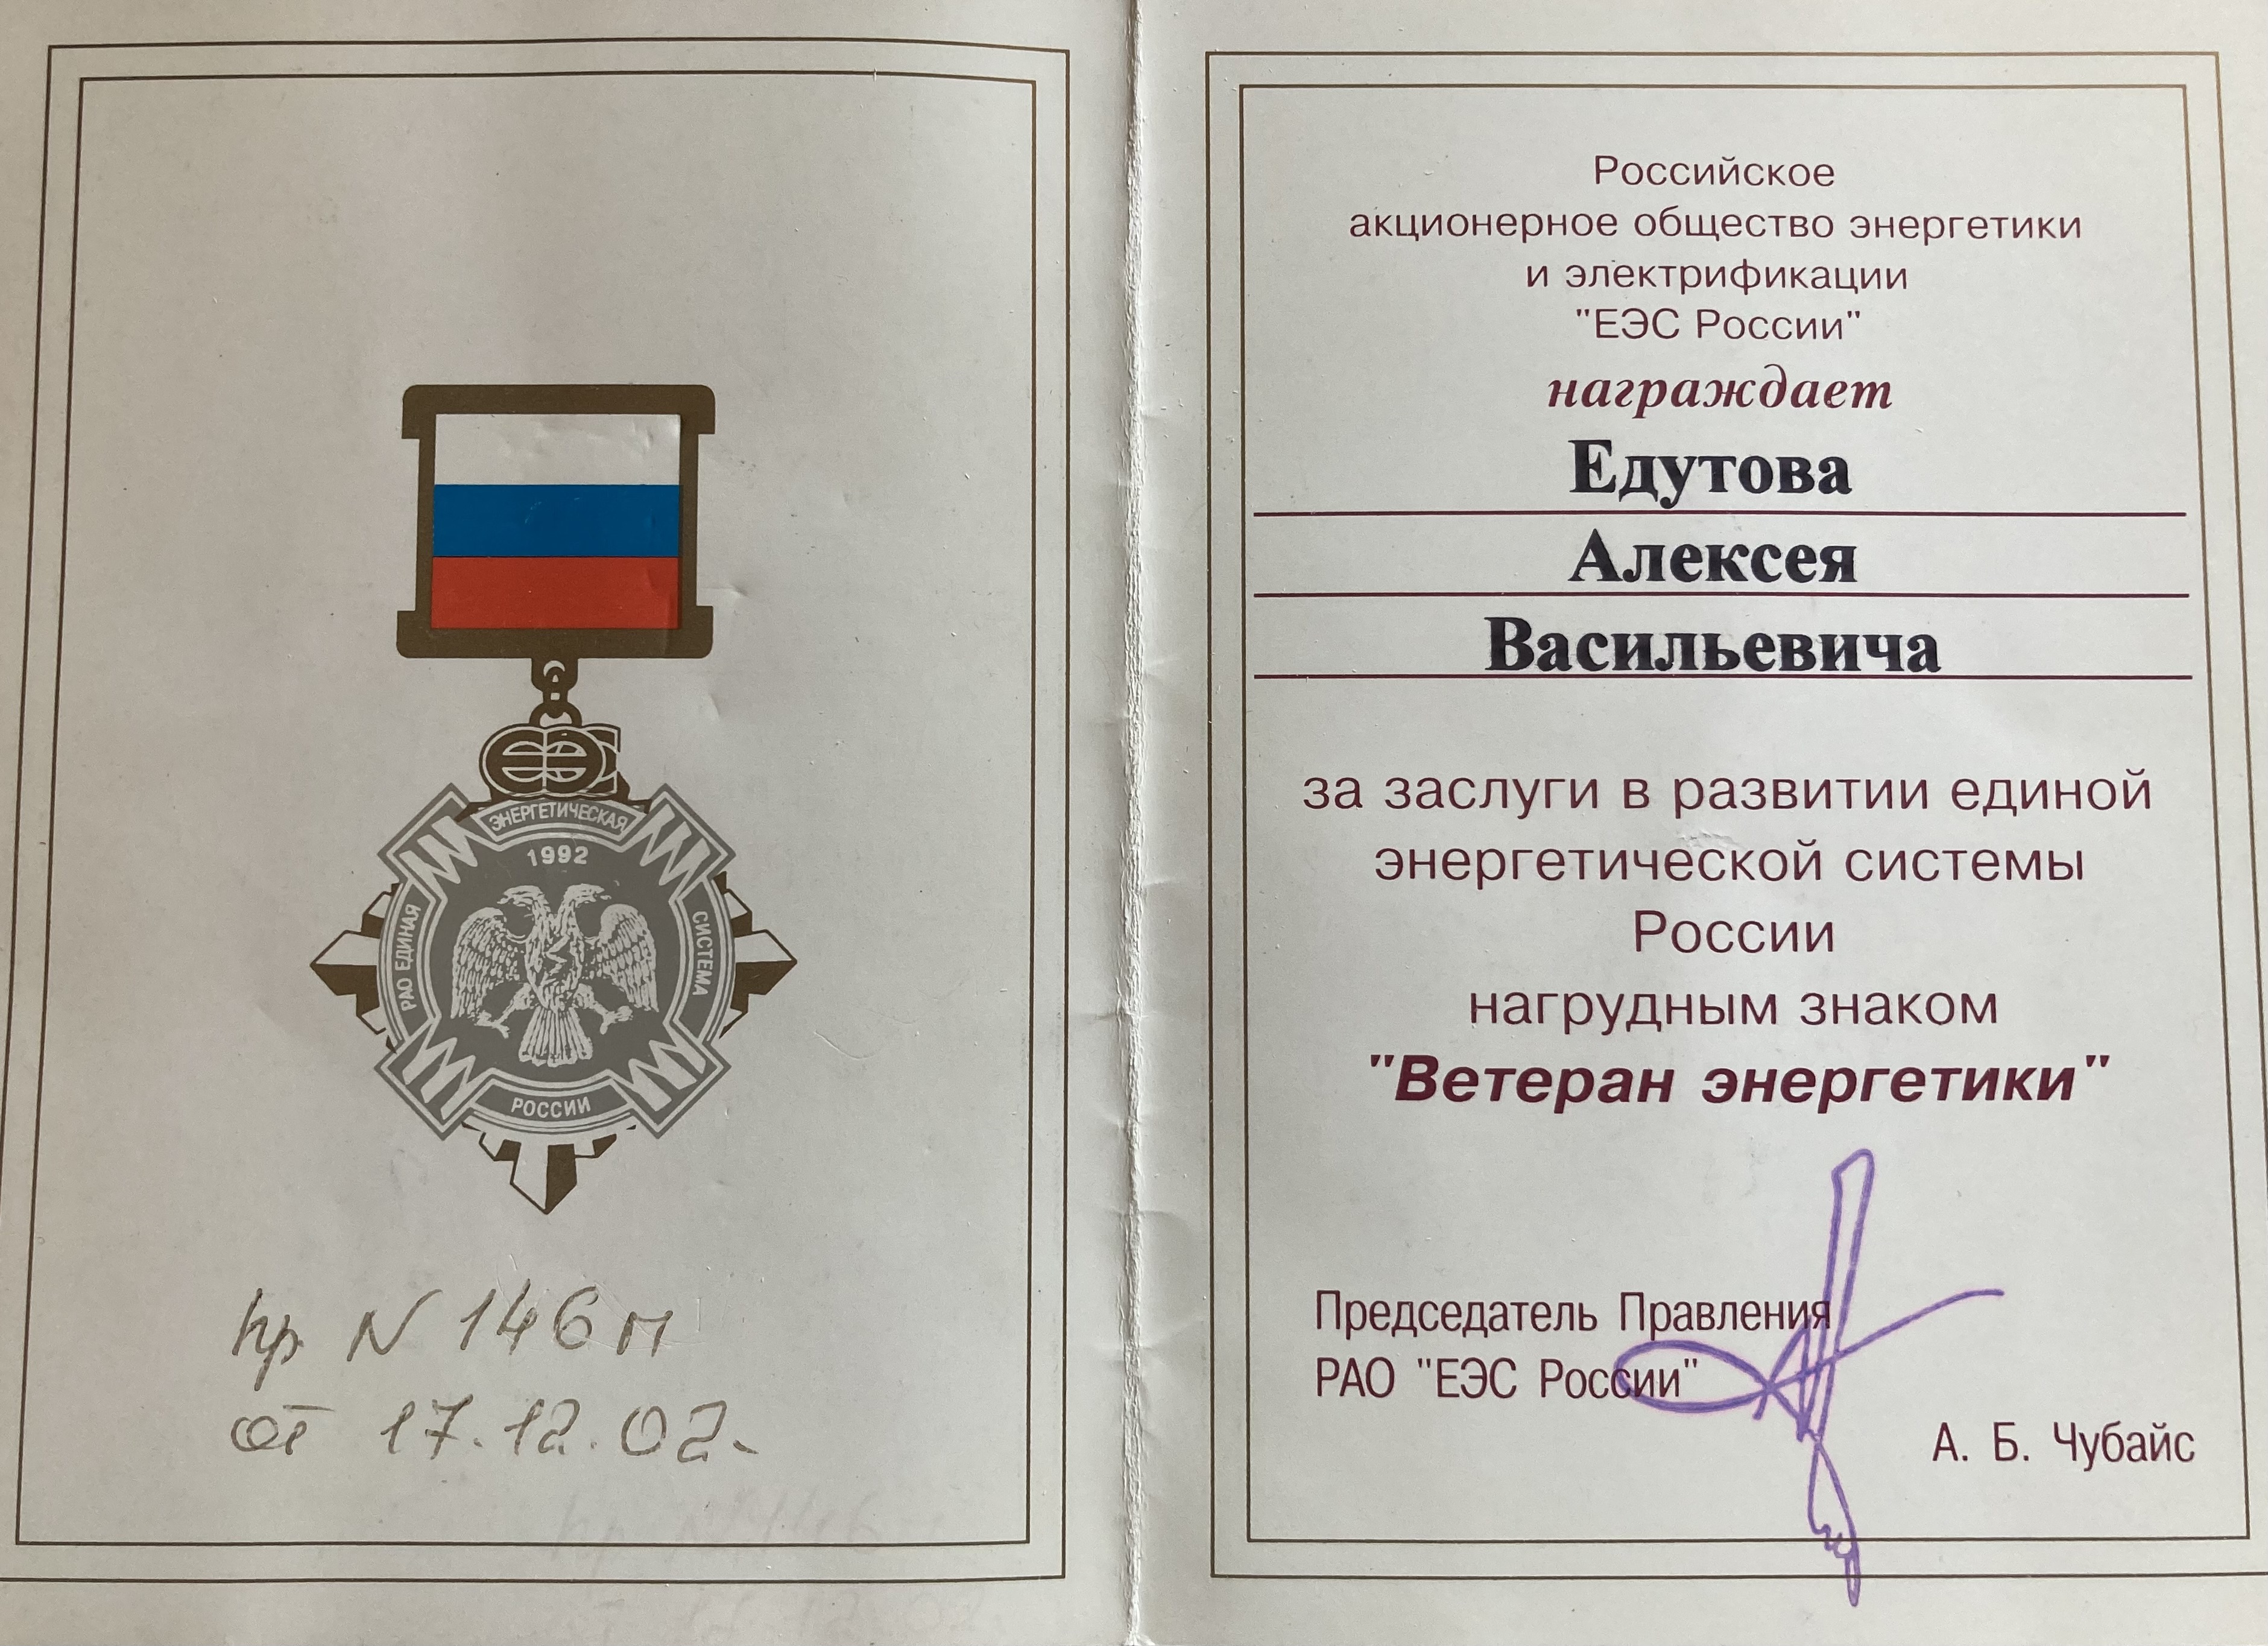 ЕЭС
ЭНЕРГЕТИЧЕСКАЯ
1992
РАО ЕДИНАЯ
СИСТЕМА
РОССИИ
пр N 146 п
от 17.12.02.
Российское
акционерное общество энергетики
и электрификации
"ЕЭС России"
награждает
Едутова
Алексея
Васильевича
за заслуги в развитии единой
энергетической системы
России
нагрудным знаком
"Ветеран энергетики"
Председатель Правления
РАО "ЕЭС России"
А. Б. Чубайс